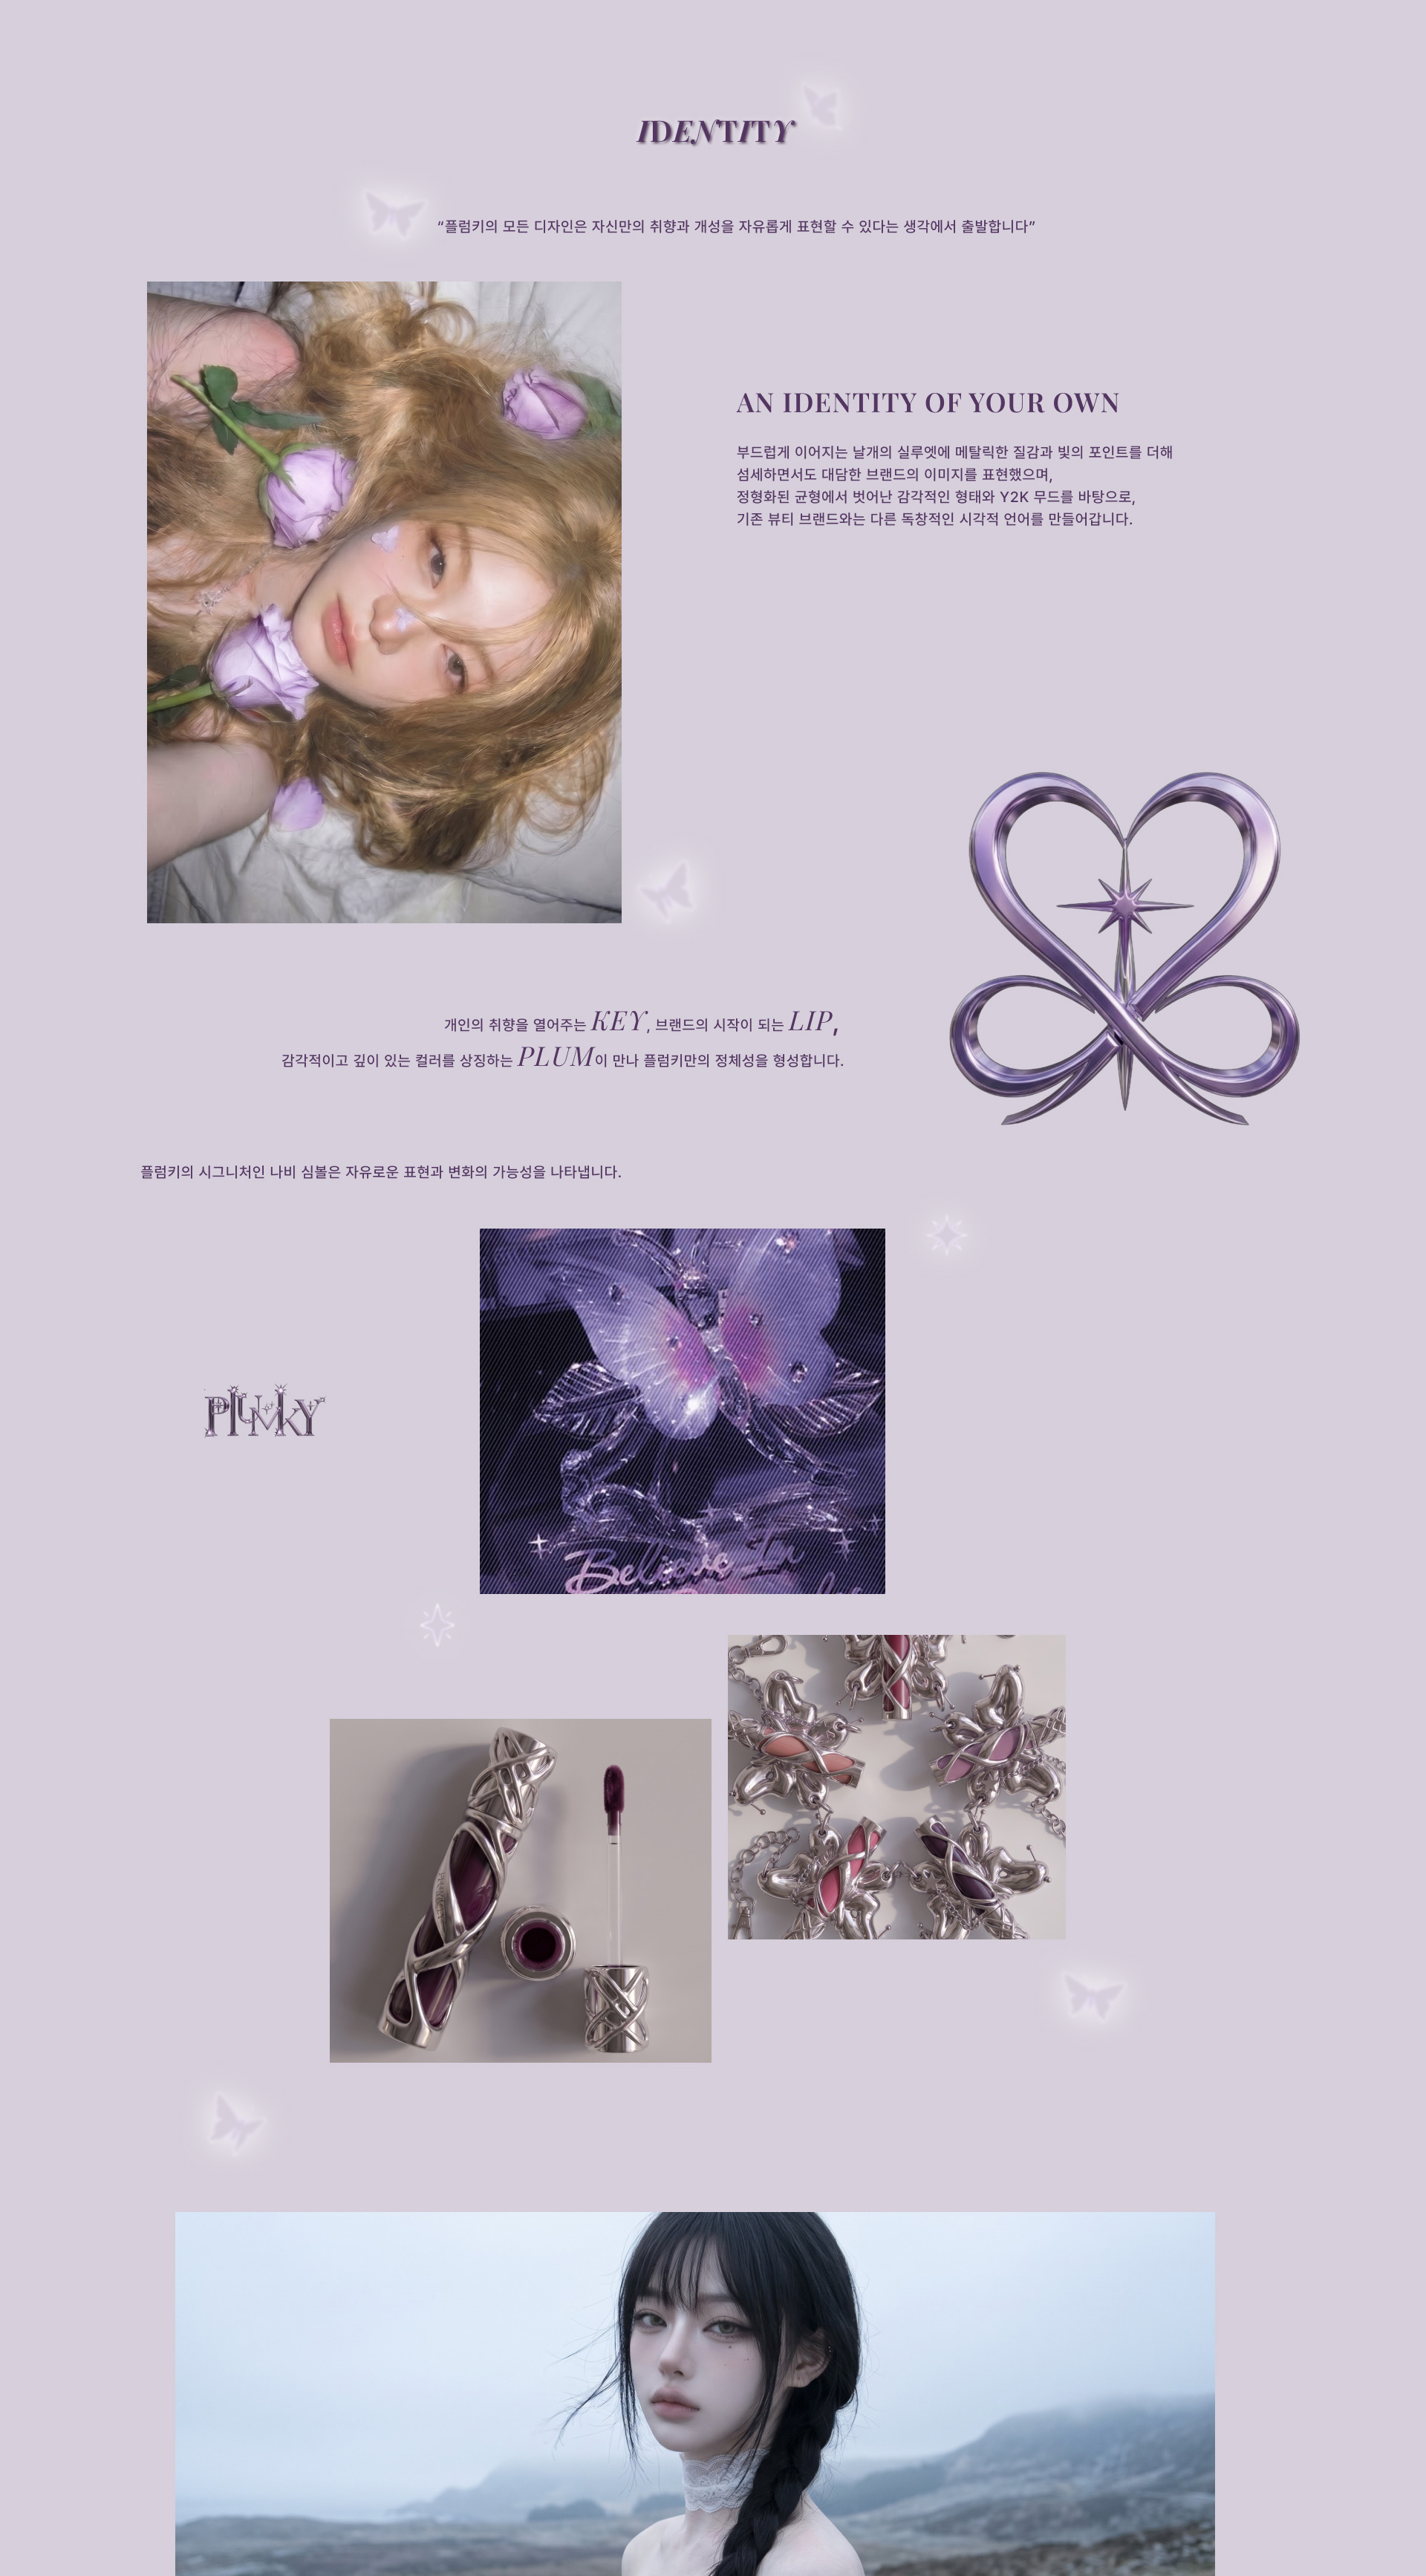 IDENTITY
“플럼키의 모든 디자인은 자신만의 취향과 개성을 자유롭게 표현할 수 있다는 생각에서 출발합니다”
AN IDENTITY OF YOUR OWN
부드럽게 이어지는 날개의 실루엣에 메탈릭한 질감과 빛의 포인트를 더해
섬세하면서도 대담한 브랜드의 이미지를 표현했으며,
정형화된 균형에서 벗어난 감각적인 형태와 Y2K 무드를 바탕으로,
기존 뷰티 브랜드와는 다른 독창적인 시각적 언어를 만들어갑니다.
개인의 취향을 열어주는 KEY, 브랜드의 시작이 되는 LIP,
감각적이고 깊이 있는 컬러를 상징하는 PLUM이 만나 플럼키만의 정체성을 형성합니다.
플럼키의 시그니처인 나비 심볼은 자유로운 표현과 변화의 가능성을 나타냅니다.
PlUMKY
Believe In